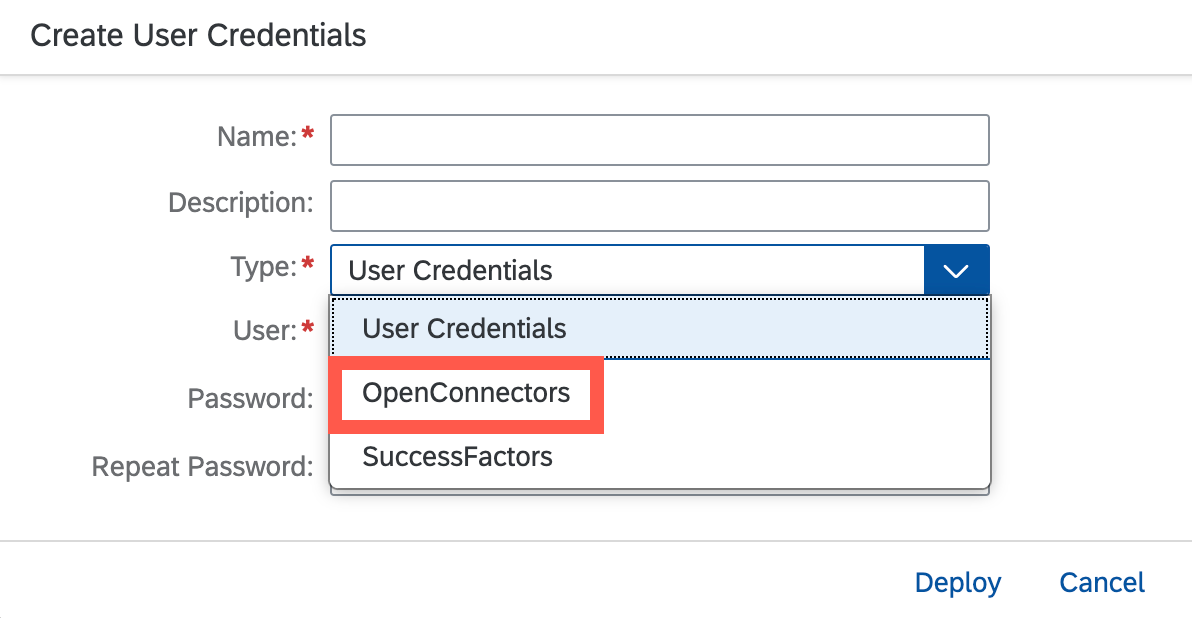 Create User Credentials
Name:*
Description:
Type:* User Credentials
User Credentials
User:*
OpenConnectors
Password:
SuccessFactors
Repeat Password:
Deploy Cancel